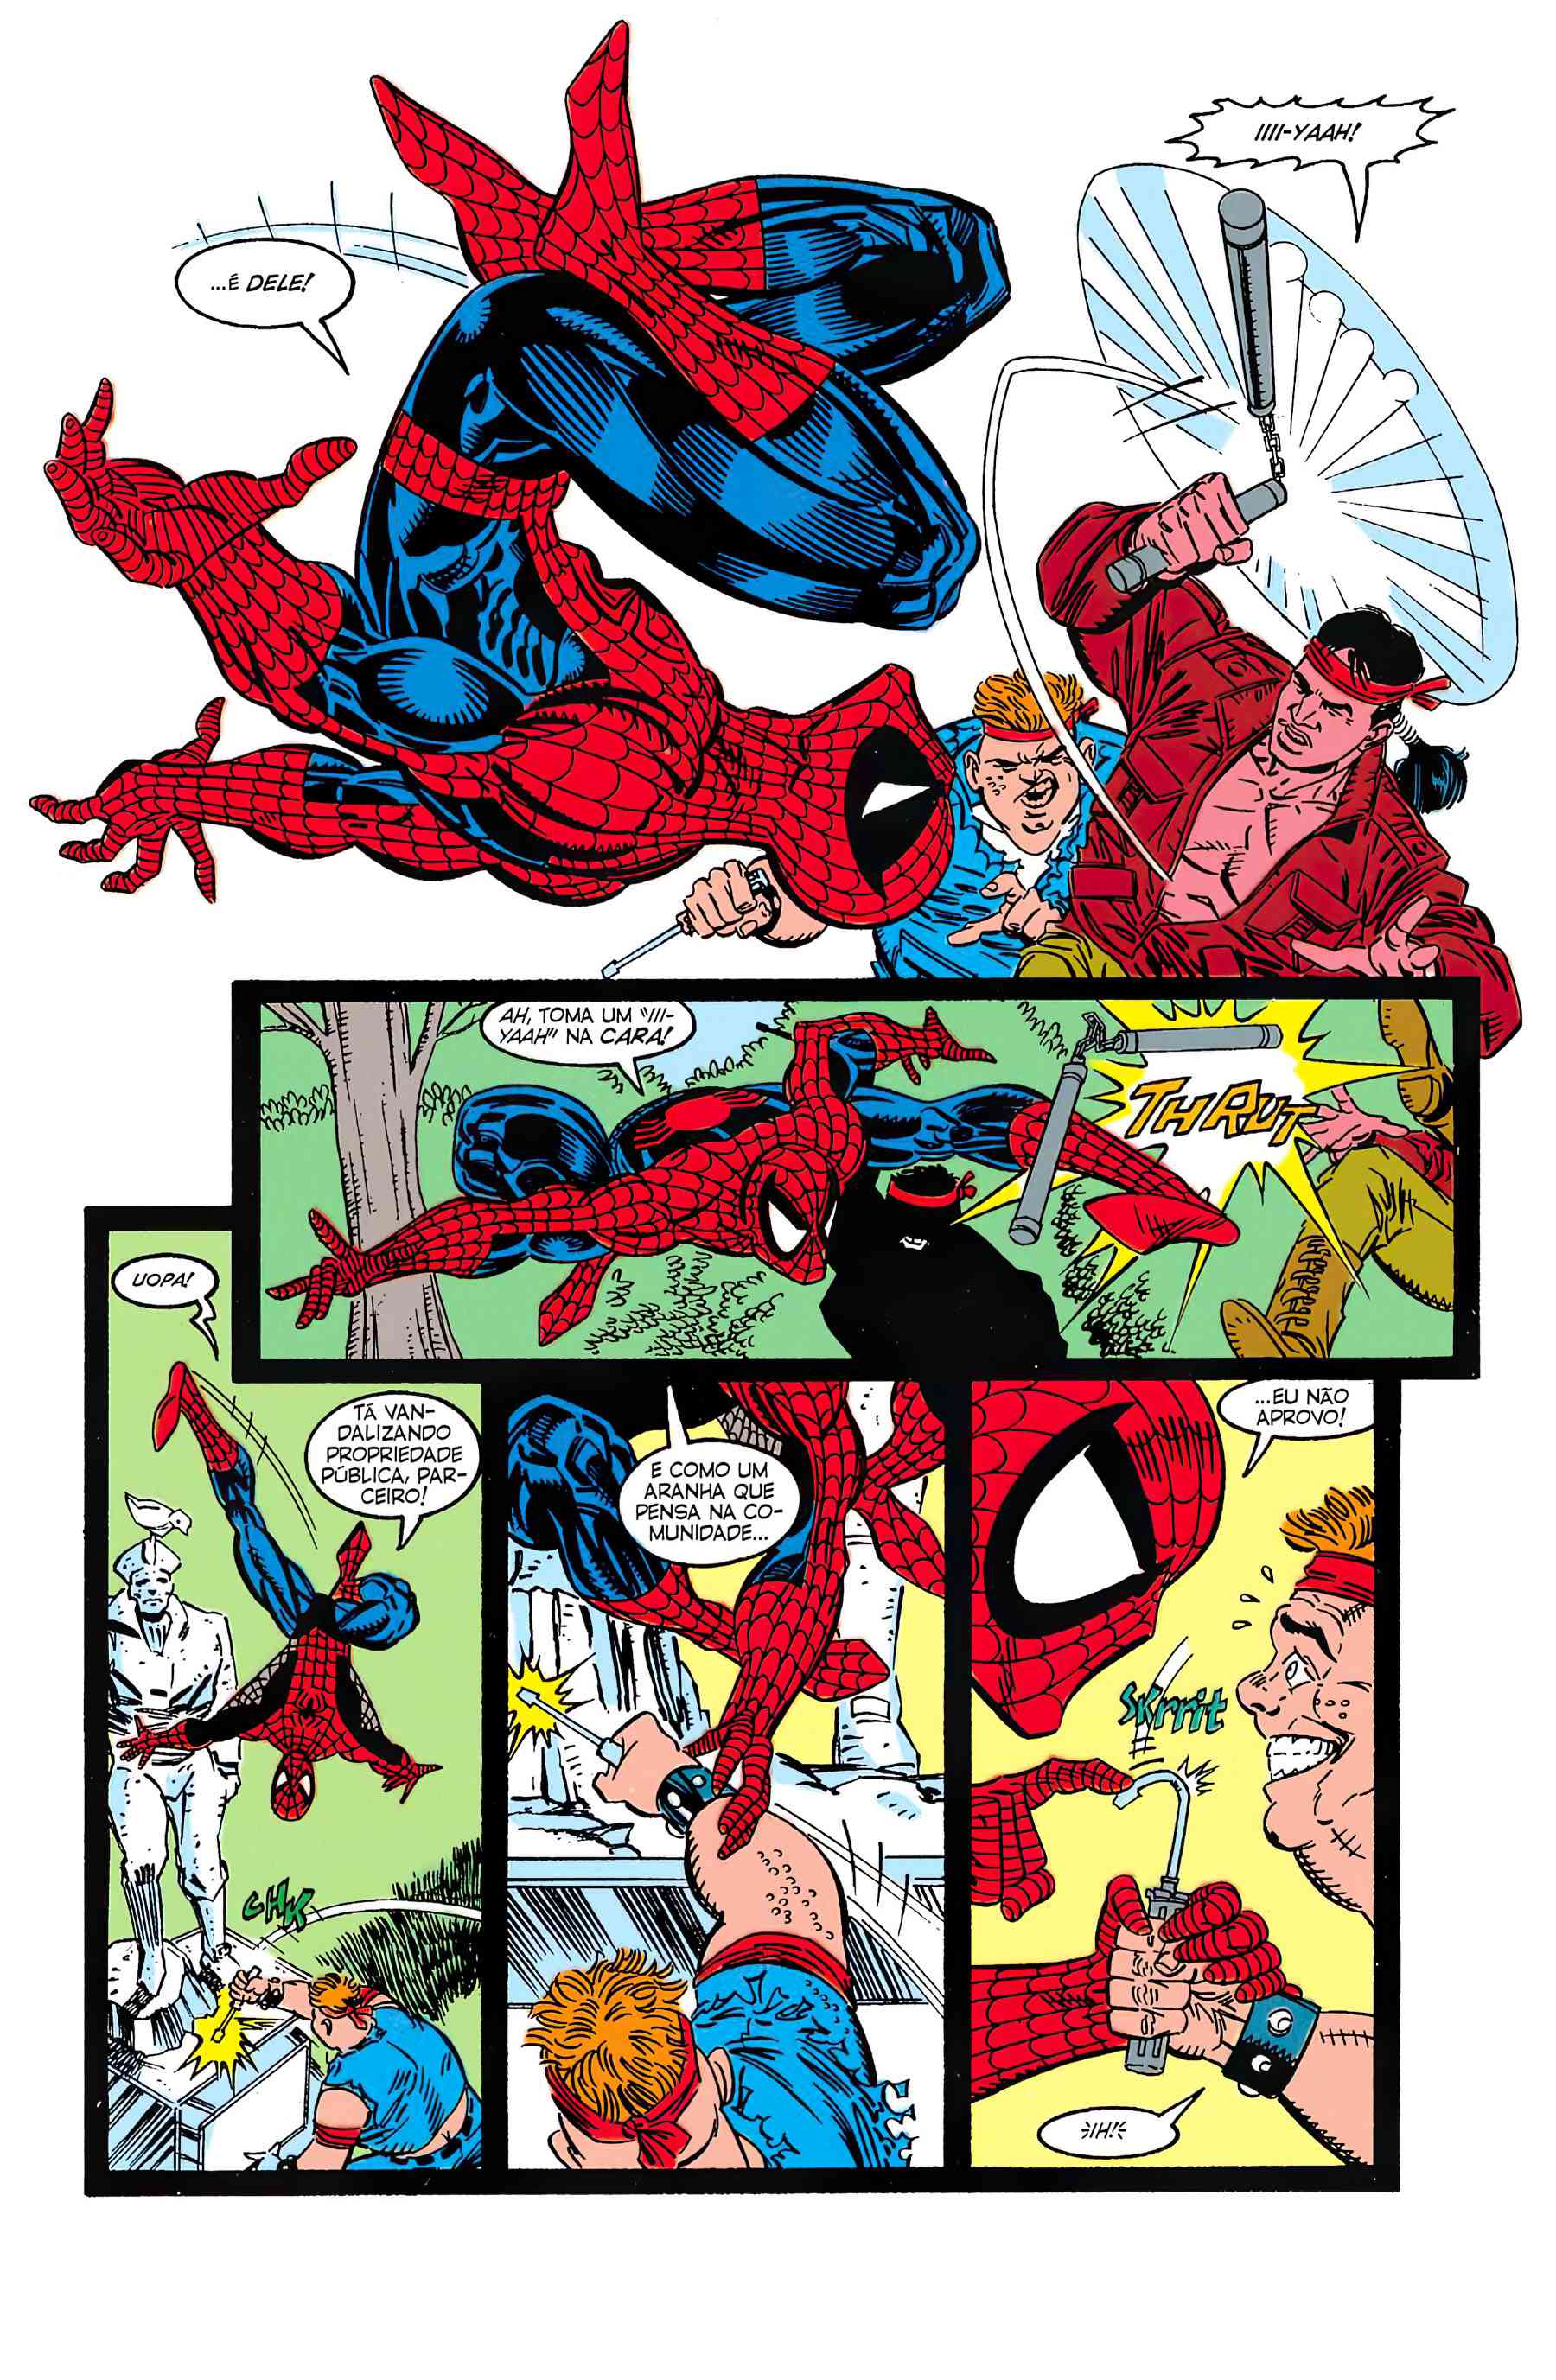 ...É DELE!
IIII-YAAH!
AH, TOMA UM "III-
YAAH" NA CARA!
THRUT
UOPA!
TÁ VAN-
DALIZANDO
PROPRIEDADE
PÚBLICA, PAR-
CEIRO!
CHK
E COMO UM
ARANHA QUE
PENSA NA CO-
MUNIDADE...
...EU NÃO
APROVO!
SKrrit
IH!